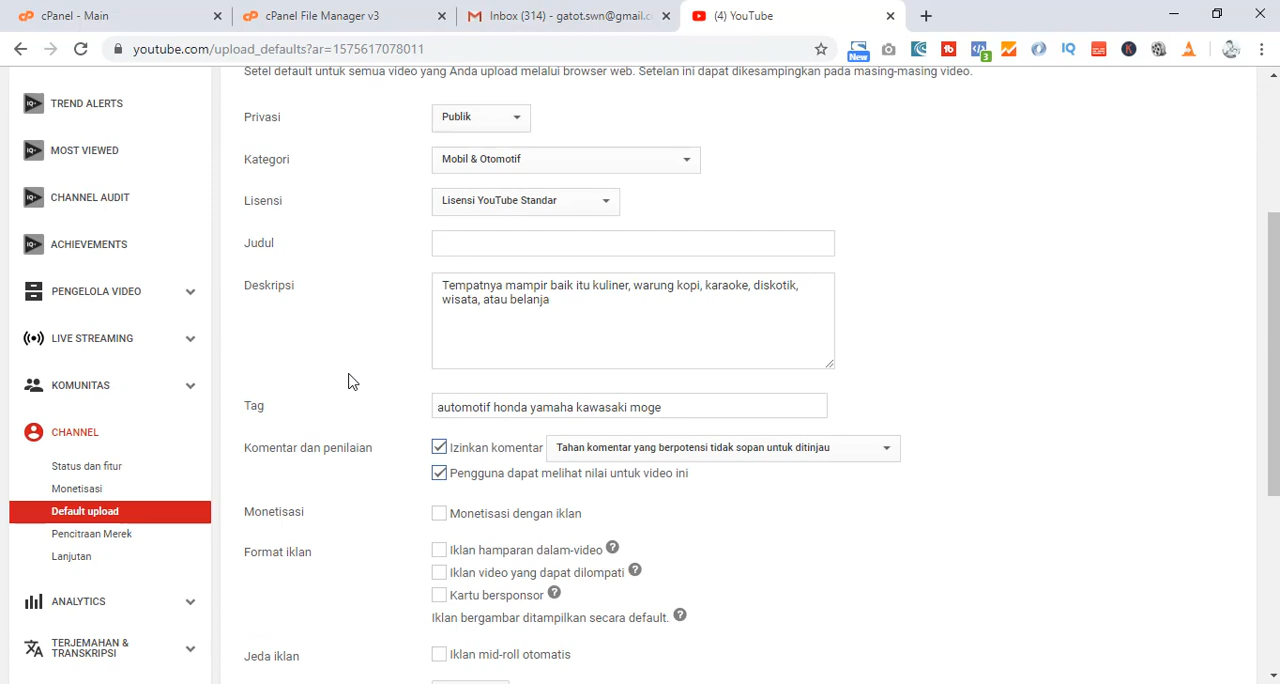 cPanel - Main
cPanel File Manager v3
Inbox (314) - gatot.swn@gmail.c
(4) YouTube
youtube.com/upload_defaults?ar=1575617078011
New
IQ
3
K
Setel default untuk semua video yang Anda upload melalui browser web. Setelan ini dapat dikesampingkan pada masing-masing video.
TREND ALERTS
MOST VIEWED
CHANNEL AUDIT
ACHIEVEMENTS
PENGELOLA VIDEO
LIVE STREAMING
KOMUNITAS
CHANNEL
Status dan fitur
Monetisasi
Default upload
Pencitraan Merek
Lanjutan
ANALYTICS
TERJEMAHAN &
TRANSKRIPSI
Privasi
Publik
Kategori
Mobil & Otomotif
Lisensi
Lisensi YouTube Standar
Judul
Deskripsi
Tempatnya mampir baik itu kuliner, warung kopi, karaoke, diskotik,
wisata, atau belanja
Tag
automotif honda yamaha kawasaki moge
Komentar dan penilaian
Izinkan komentar
Tahan komentar yang berpotensi tidak sopan untuk ditinjau
Pengguna dapat melihat nilai untuk video ini
Monetisasi
Monetisasi dengan iklan
Format iklan
Iklan hamparan dalam-video
Iklan video yang dapat dilompati
Kartu bersponsor
Iklan bergambar ditampilkan secara default.
Jeda iklan
Iklan mid-roll otomatis